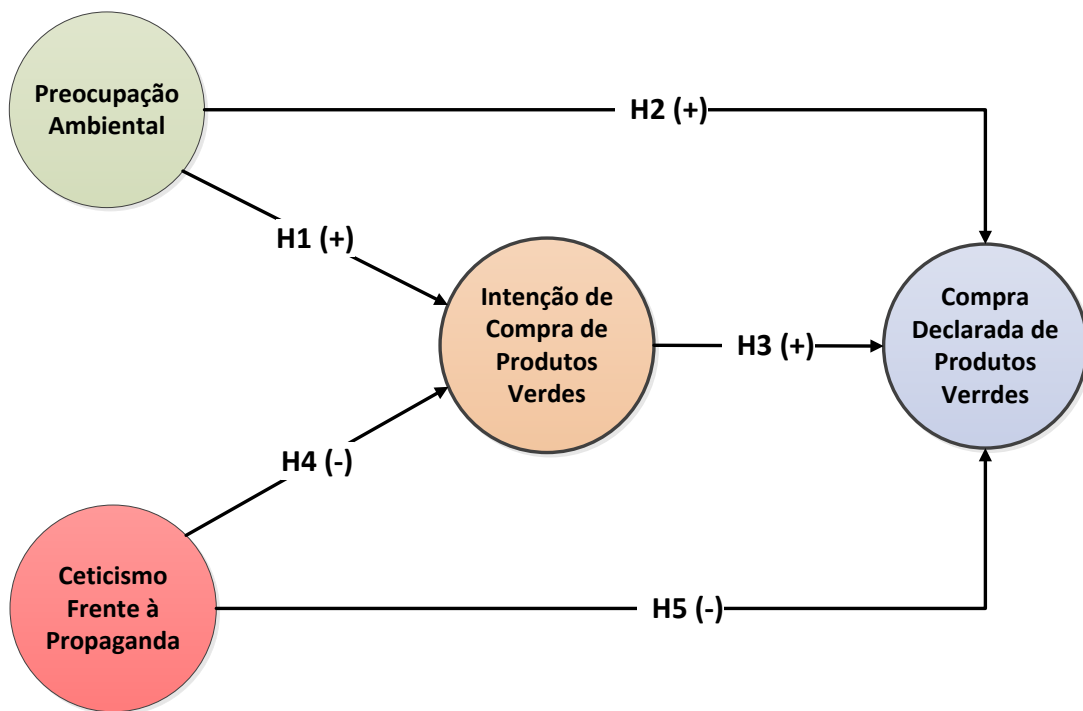 Preocupação
Ambiental
H2 (+)
H1 (+)
Intenção de
Compra de
Produtos
Verdes
H3 (+)
Compra
Declarada de
Produtos
Verrdes
H4 (-)
Ceticismo
Frente à
Propaganda
H5 (-)